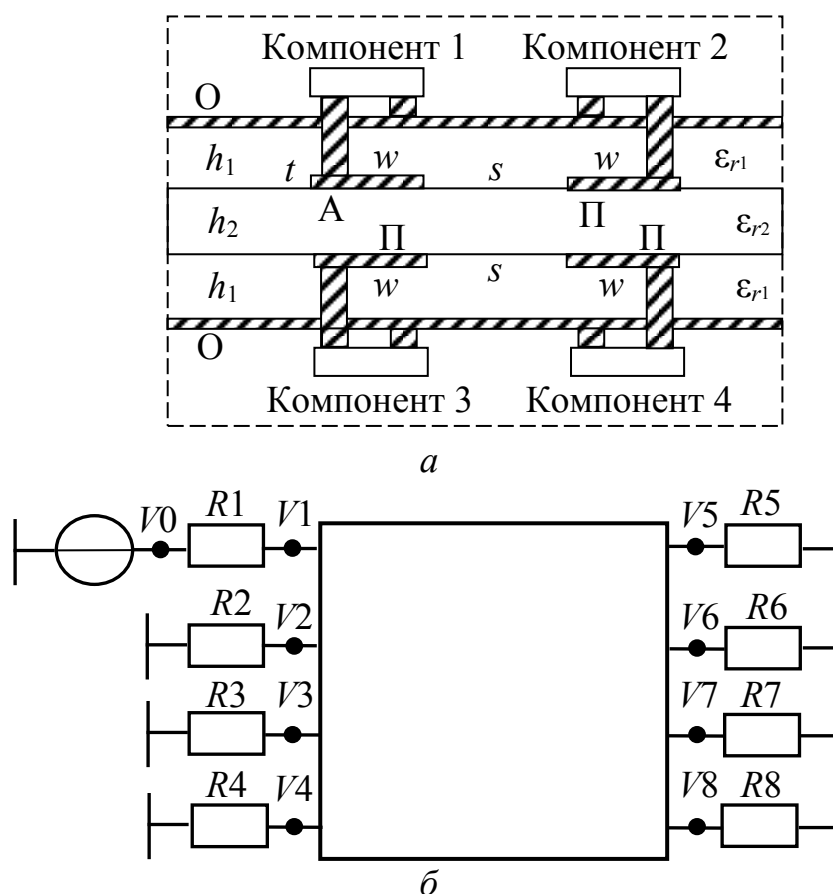 Компонент 1 Компонент 2
О
h1 t w s w εr1
А П
h2 П П εr2
h1 w s w εr1
О
Компонент 3 Компонент 4
а
V0 R1 V1 V5 R5
R2 V2 V6 R6
R3 V3 V7 R7
R4 V4 V8 R8
б